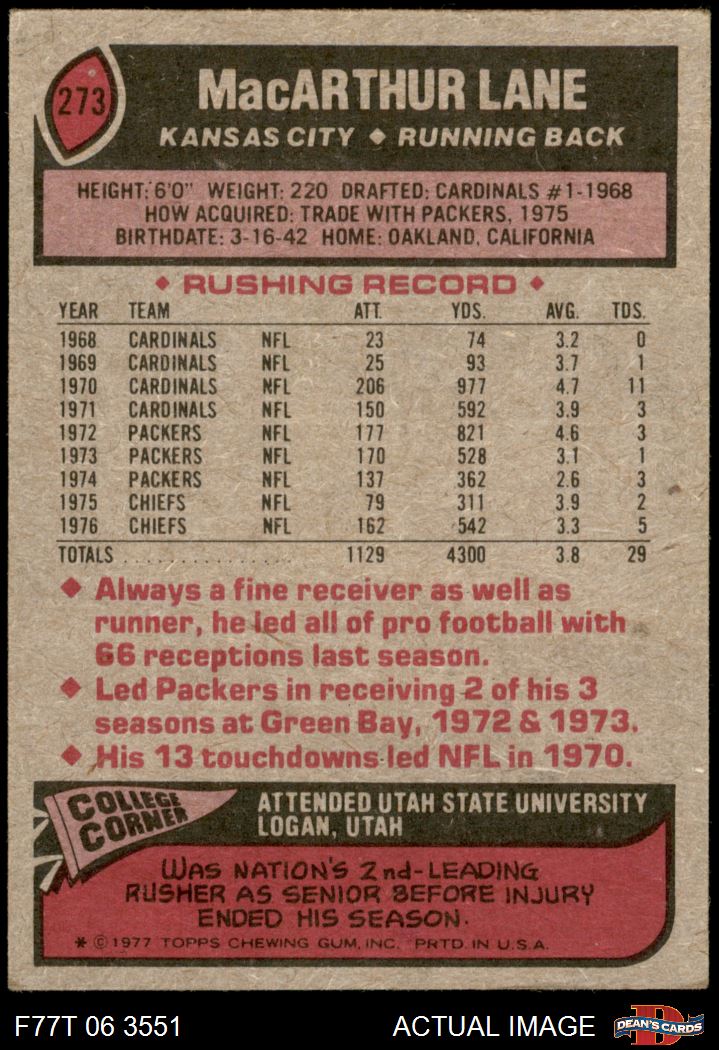 273
MacARTHUR LANE
KANSAS CITY ◆ RUNNING BACK
HEIGHT: 6'0" WEIGHT: 220 DRAFTED: CARDINALS #1-1968
HOW ACQUIRED: TRADE WITH PACKERS, 1975
BIRTHDATE: 3-16-42 HOME: OAKLAND, CALIFORNIA
◆ RUSHING RECORD ◆
YEAR TEAM ATT. YDS. AVG. TDS.
1968 CARDINALS NFL 23 74 3.2 0
1969 CARDINALS NFL 25 93 3.7 1
1970 CARDINALS NFL 206 977 4.7 11
1971 CARDINALS NFL 150 592 3.9 3
1972 PACKERS NFL 177 821 4.6 3
1973 PACKERS NFL 170 528 3.1 1
1974 PACKERS NFL 137 362 2.6 3
1975 CHIEFS NFL 79 311 3.9 2
1976 CHIEFS NFL 162 542 3.3 5
TOTALS . . . . . . . . . . . . . . . . 1129 4300 3.8 29
◆ Always a fine receiver as well as
runner, he led all of pro football with
66 receptions last season.
◆ Led Packers in receiving 2 of his 3
seasons at Green Bay, 1972 & 1973.
◆ His 13 touchdowns led NFL in 1970.
COLLEGE
CORNER
ATTENDED UTAH STATE UNIVERSITY
LOGAN, UTAH
WAS NATION'S 2nd-LEADING
RUSHER AS SENIOR BEFORE INJURY
ENDED HIS SEASON.
* © 1977 TOPPS CHEWING GUM, INC. PRTD. IN U.S.A.
F77T 06 3551 ACTUAL IMAGE
D
DEAN'S CARDS